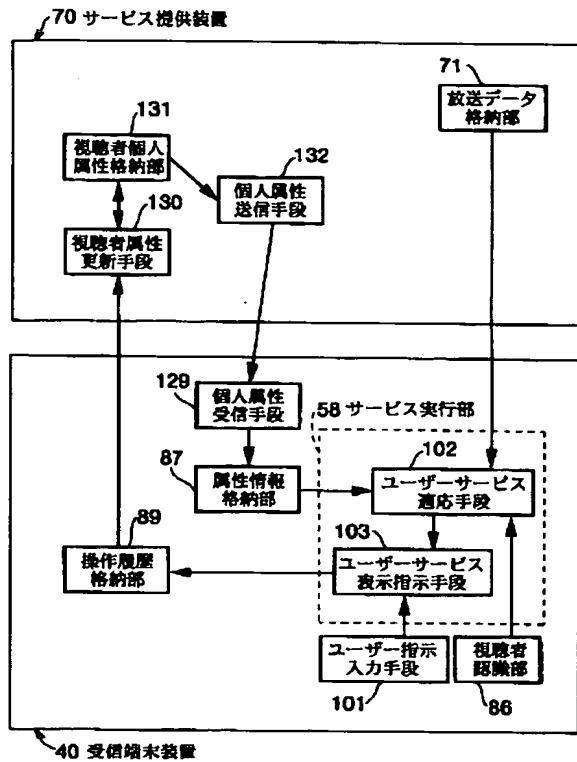 70 サービス提供装置
71
放送データ
格納部
131
視聴者個人
属性格納部
132
個人属性
送信手段
130
視聴者属性
更新手段
129
個人属性
受信手段
58 サービス実行部
87
属性情報
格納部
102
ユーザーサービス
適応手段
89
操作履歴
格納部
103
ユーザーサービス
表示指示手段
ユーザー指示
入力手段
101
視聴者
認識部
86
40 受信端末装置